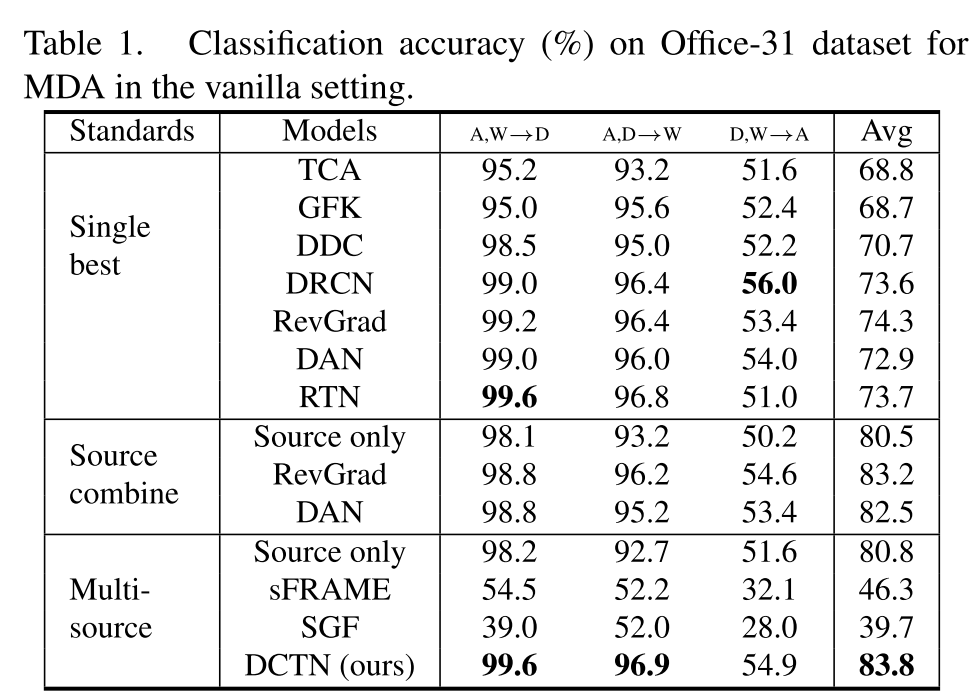 Table 1. Classification accuracy (%) on Office-31 dataset for
MDA in the vanilla setting.
Standards Models A,W→D A,D→W D,W→A Avg
Single best TCA 95.2 93.2 51.6 68.8
GFK 95.0 95.6 52.4 68.7
DDC 98.5 95.0 52.2 70.7
DRCN 99.0 96.4 56.0 73.6
RevGrad 99.2 96.4 53.4 74.3
DAN 99.0 96.0 54.0 72.9
RTN 99.6 96.8 51.0 73.7
Source combine Source only 98.1 93.2 50.2 80.5
RevGrad 98.8 96.2 54.6 83.2
DAN 98.8 95.2 53.4 82.5
Multi-source Source only 98.2 92.7 51.6 80.8
sFRAME 54.5 52.2 32.1 46.3
SGF 39.0 52.0 28.0 39.7
DCTN (ours) 99.6 96.9 54.9 83.8